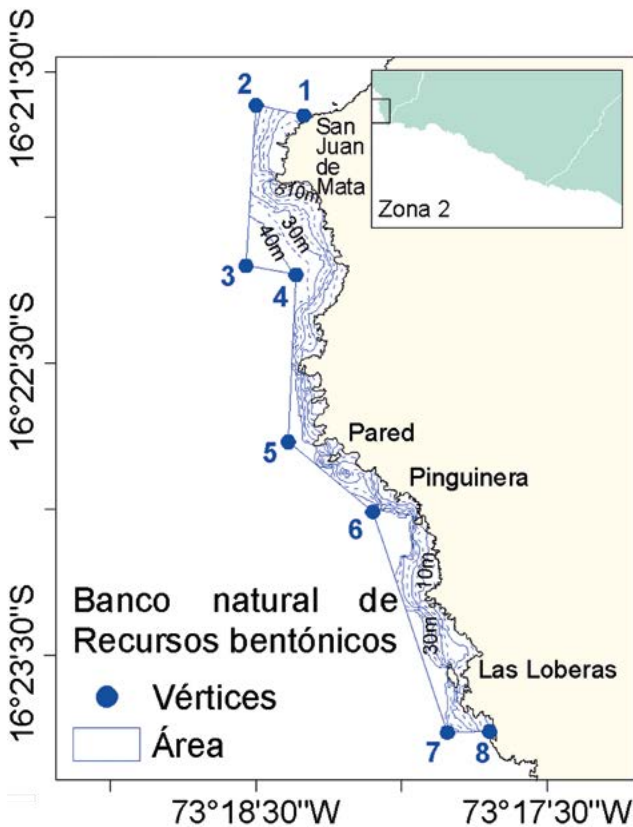 16°21'30"S
2
1
San
Juan
de
Mata
10m
30m
40m
Zona 2
3
4
16°22'30"S
Pared
5
Pinguinera
6
10m
Banco natural de
Recursos bentónicos
30m
16°23'30"S
Las Loberas
Vértices
Área
7
8
73°18'30"W
73°17'30"W